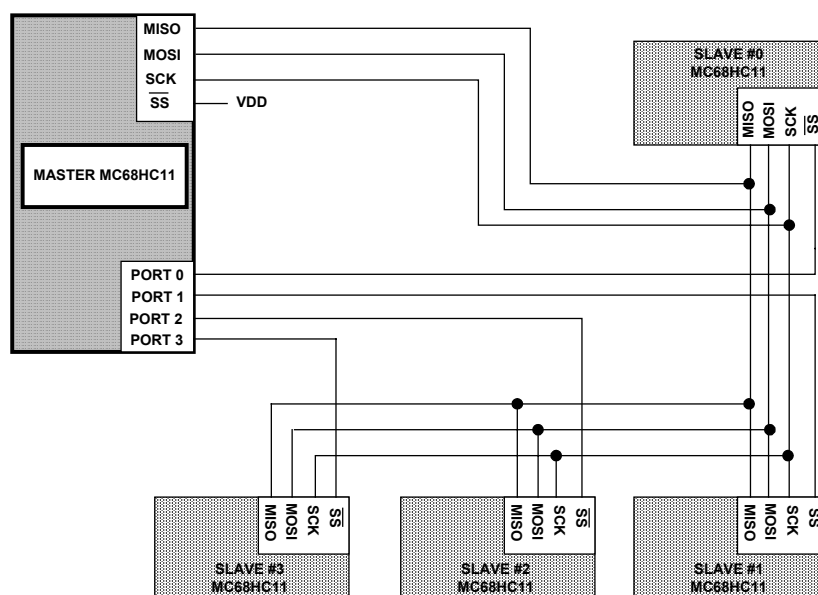 MISO
MOSI
SCK
SS
VDD
MASTER MC68HC11
PORT 0
PORT 1
PORT 2
PORT 3
SLAVE #0
MC68HC11
MISO
MOSI
SCK
SS
MISO
MOSI
SCK
SS
SLAVE #3
MC68HC11
MISO
MOSI
SCK
SS
SLAVE #2
MC68HC11
MISO
MOSI
SCK
SS
SLAVE #1
MC68HC11